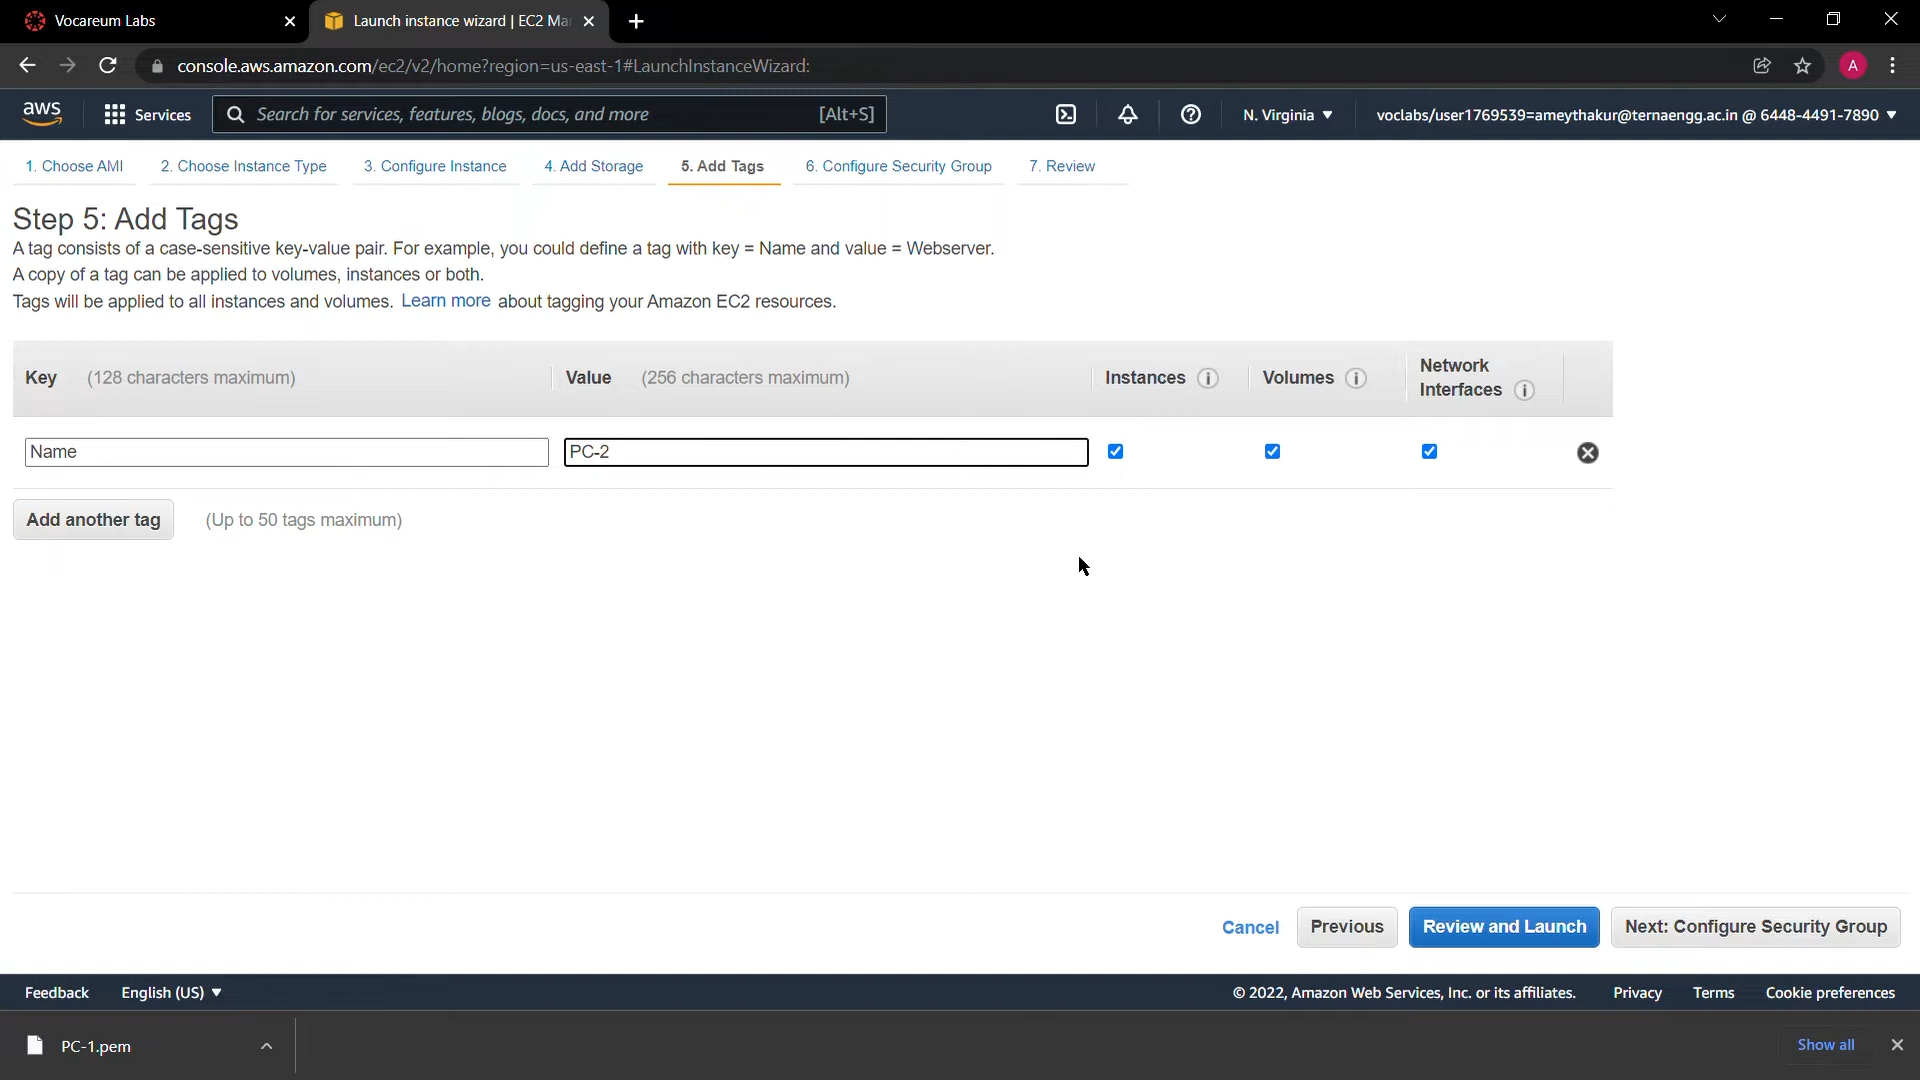 Vocareum Labs
Launch instance wizard | EC2 Ma
console.aws.amazon.com/ec2/v2/home?region=us-east-1#LaunchInstanceWizard:
A
aws
Services
Search for services, features, blogs, docs, and more
[Alt+S]
N. Virginia
voclabs/user1769539=ameythakur@ternaengg.ac.in @ 6448-4491-7890
1. Choose AMI
2. Choose Instance Type
3. Configure Instance
4. Add Storage
5. Add Tags
6. Configure Security Group
7. Review
Step 5: Add Tags
A tag consists of a case-sensitive key-value pair. For example, you could define a tag with key = Name and value = Webserver.
A copy of a tag can be applied to volumes, instances or both.
Tags will be applied to all instances and volumes. Learn more about tagging your Amazon EC2 resources.
Key (128 characters maximum)
Value (256 characters maximum)
Instances
Volumes
Network
Interfaces
Name
PC-2
Add another tag
(Up to 50 tags maximum)
Cancel
Previous
Review and Launch
Next: Configure Security Group
Feedback
English (US)
© 2022, Amazon Web Services, Inc. or its affiliates.
Privacy
Terms
Cookie preferences
PC-1.pem
Show all